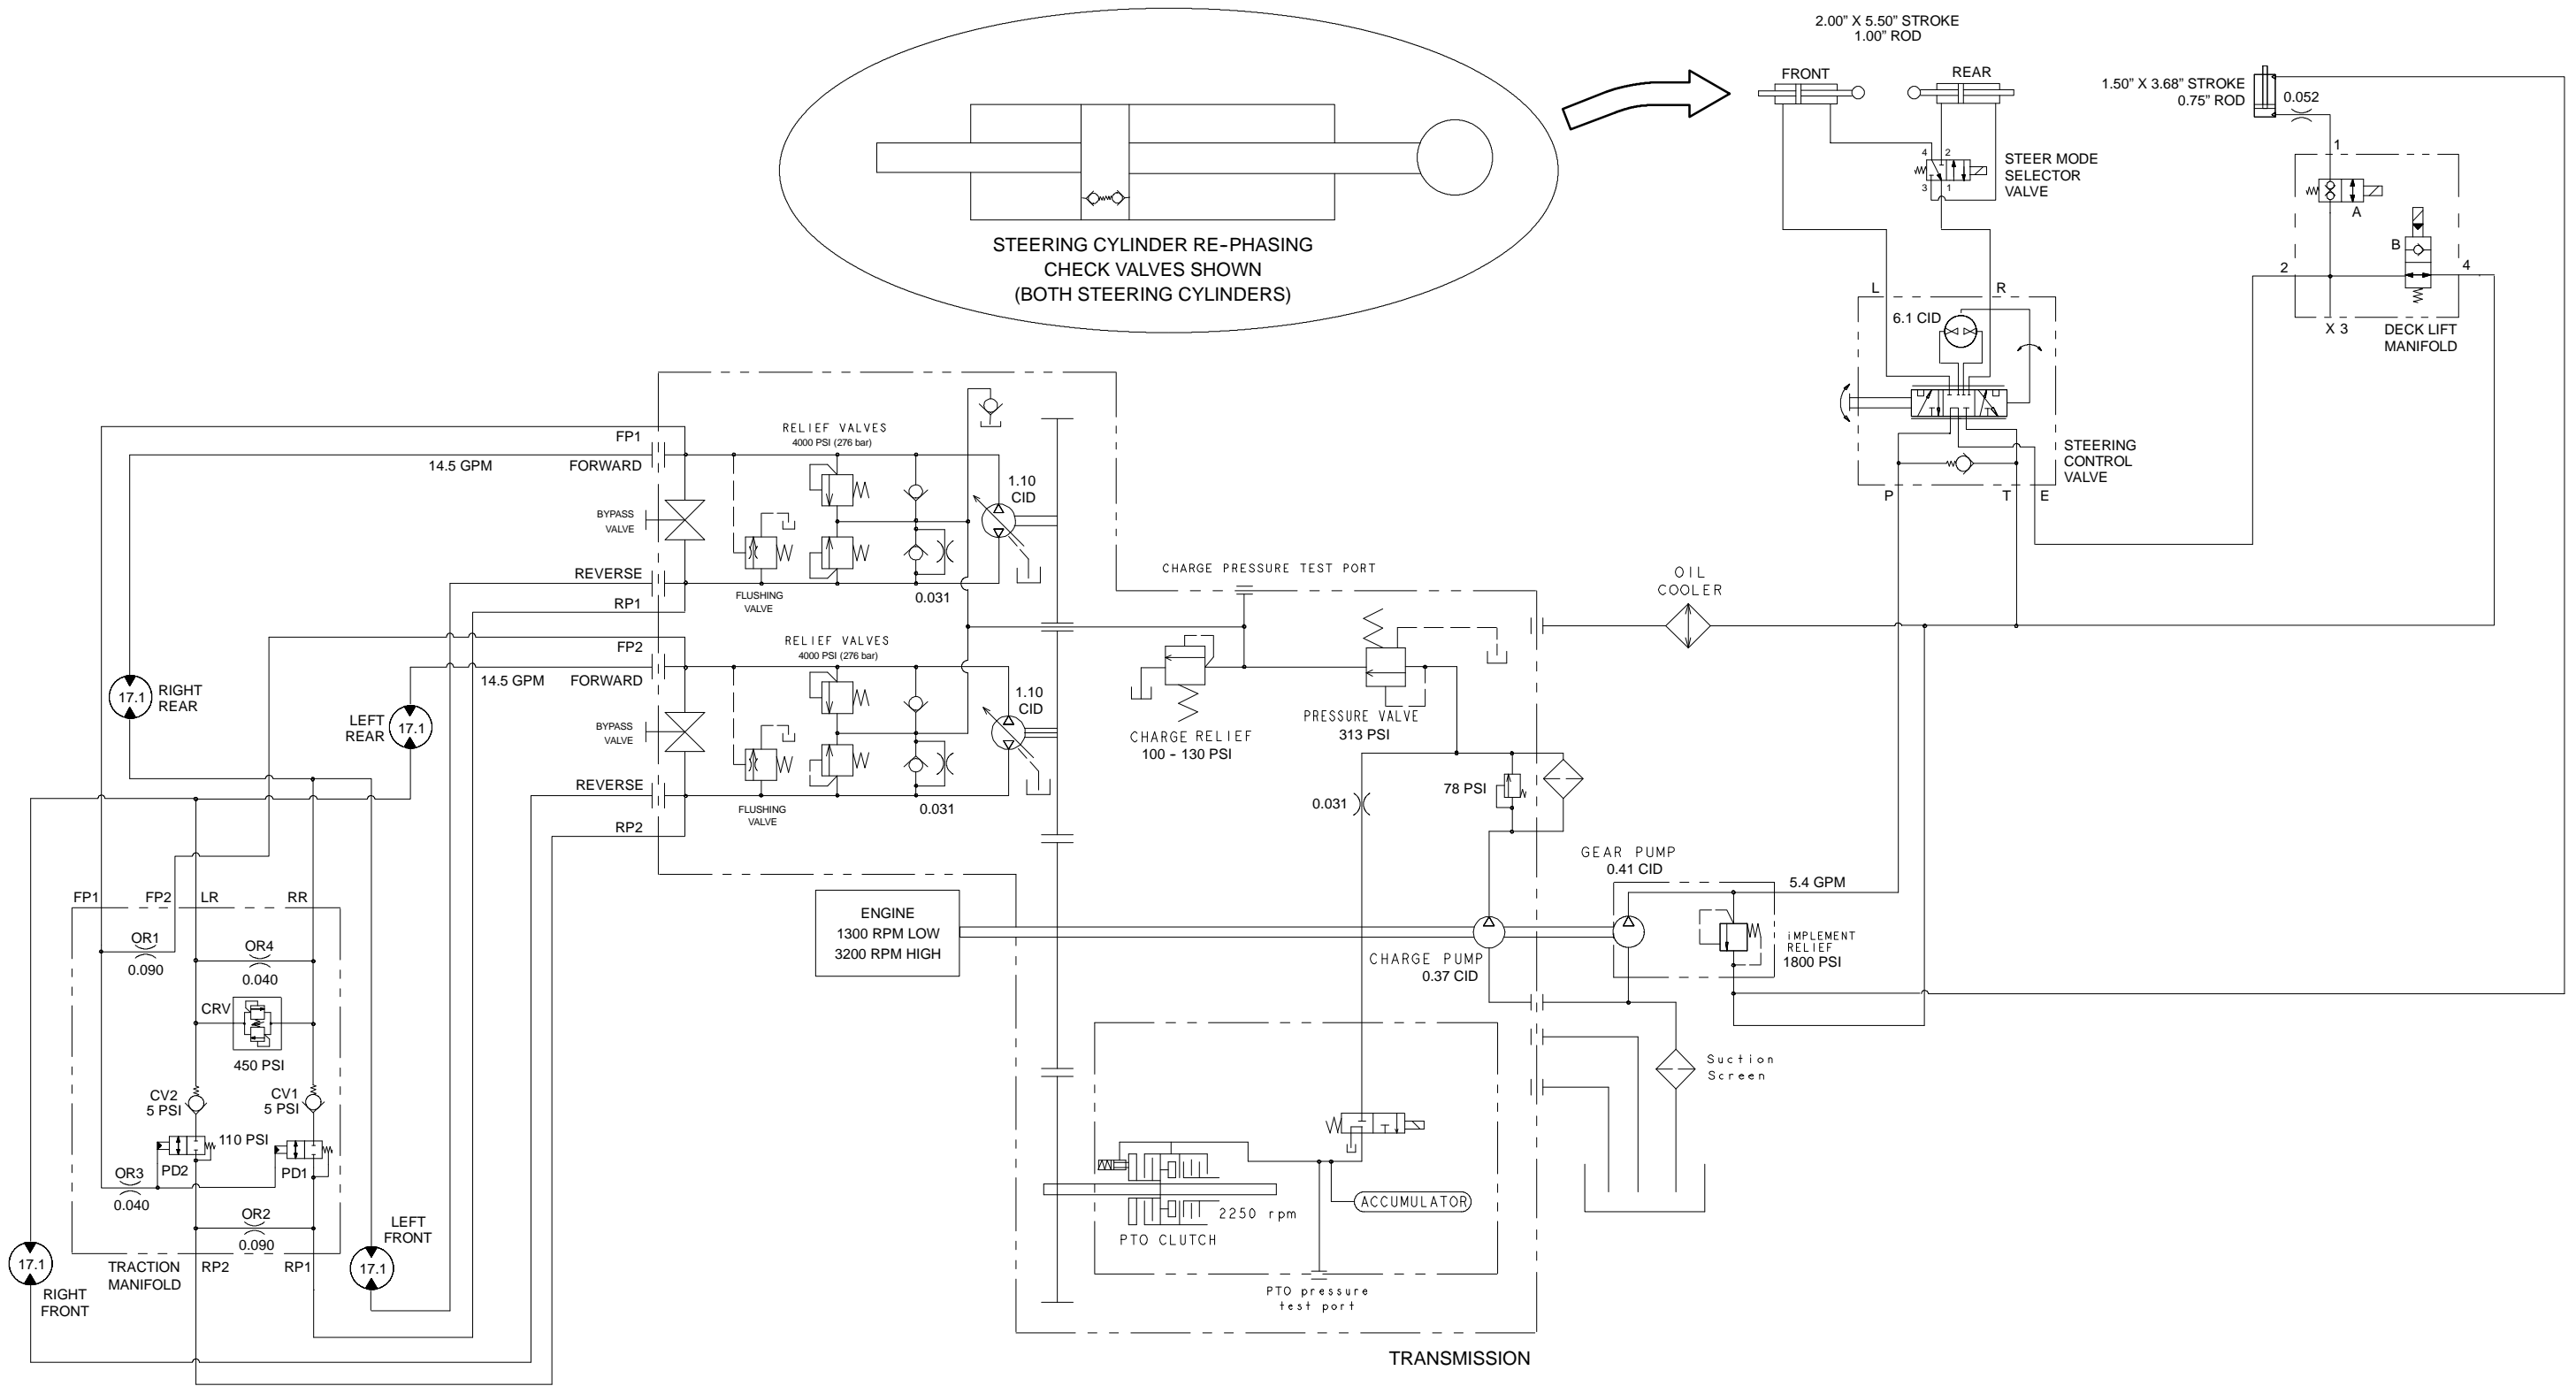 2.00” X 5.50” STROKE
1.00” ROD
FRONT
REAR
1.50” X 3.68” STROKE
0.75” ROD
0.052
1
4 2
3 1
STEER MODE
SELECTOR
VALVE
A
B
2
4
X 3
DECK LIFT
MANIFOLD
STEERING CYLINDER RE-PHASING
CHECK VALVES SHOWN
(BOTH STEERING CYLINDERS)
L
R
6.1 CID
STEERING
CONTROL
VALVE
P
T
E
FP1
FORWARD
14.5 GPM
RELIEF VALVES
4000 PSI (276 bar)
1.10
CID
BYPASS
VALVE
REVERSE
FLUSHING
VALVE
0.031
RP1
FP2
FORWARD
14.5 GPM
RELIEF VALVES
4000 PSI (276 bar)
1.10
CID
BYPASS
VALVE
REVERSE
FLUSHING
VALVE
0.031
RP2
CHARGE PRESSURE TEST PORT
OIL
COOLER
CHARGE RELIEF
100 - 130 PSI
PRESSURE VALVE
313 PSI
17.1
RIGHT
REAR
17.1
LEFT
REAR
0.031
78 PSI
GEAR PUMP
0.41 CID
5.4 GPM
ENGINE
1300 RPM LOW
3200 RPM HIGH
CHARGE PUMP
0.37 CID
iMPLEMENT
RELIEF
1800 PSI
Suction
Screen
FP1
FP2
LR
RR
OR1
0.090
OR4
0.040
CRV
450 PSI
CV2
5 PSI
CV1
5 PSI
110 PSI
PD2
PD1
OR3
0.040
OR2
0.090
TRACTION
MANIFOLD
RP2
RP1
17.1
RIGHT
FRONT
LEFT
FRONT
17.1
2250 rpm
PTO CLUTCH
ACCUMULATOR
PTO pressure
test port
TRANSMISSION